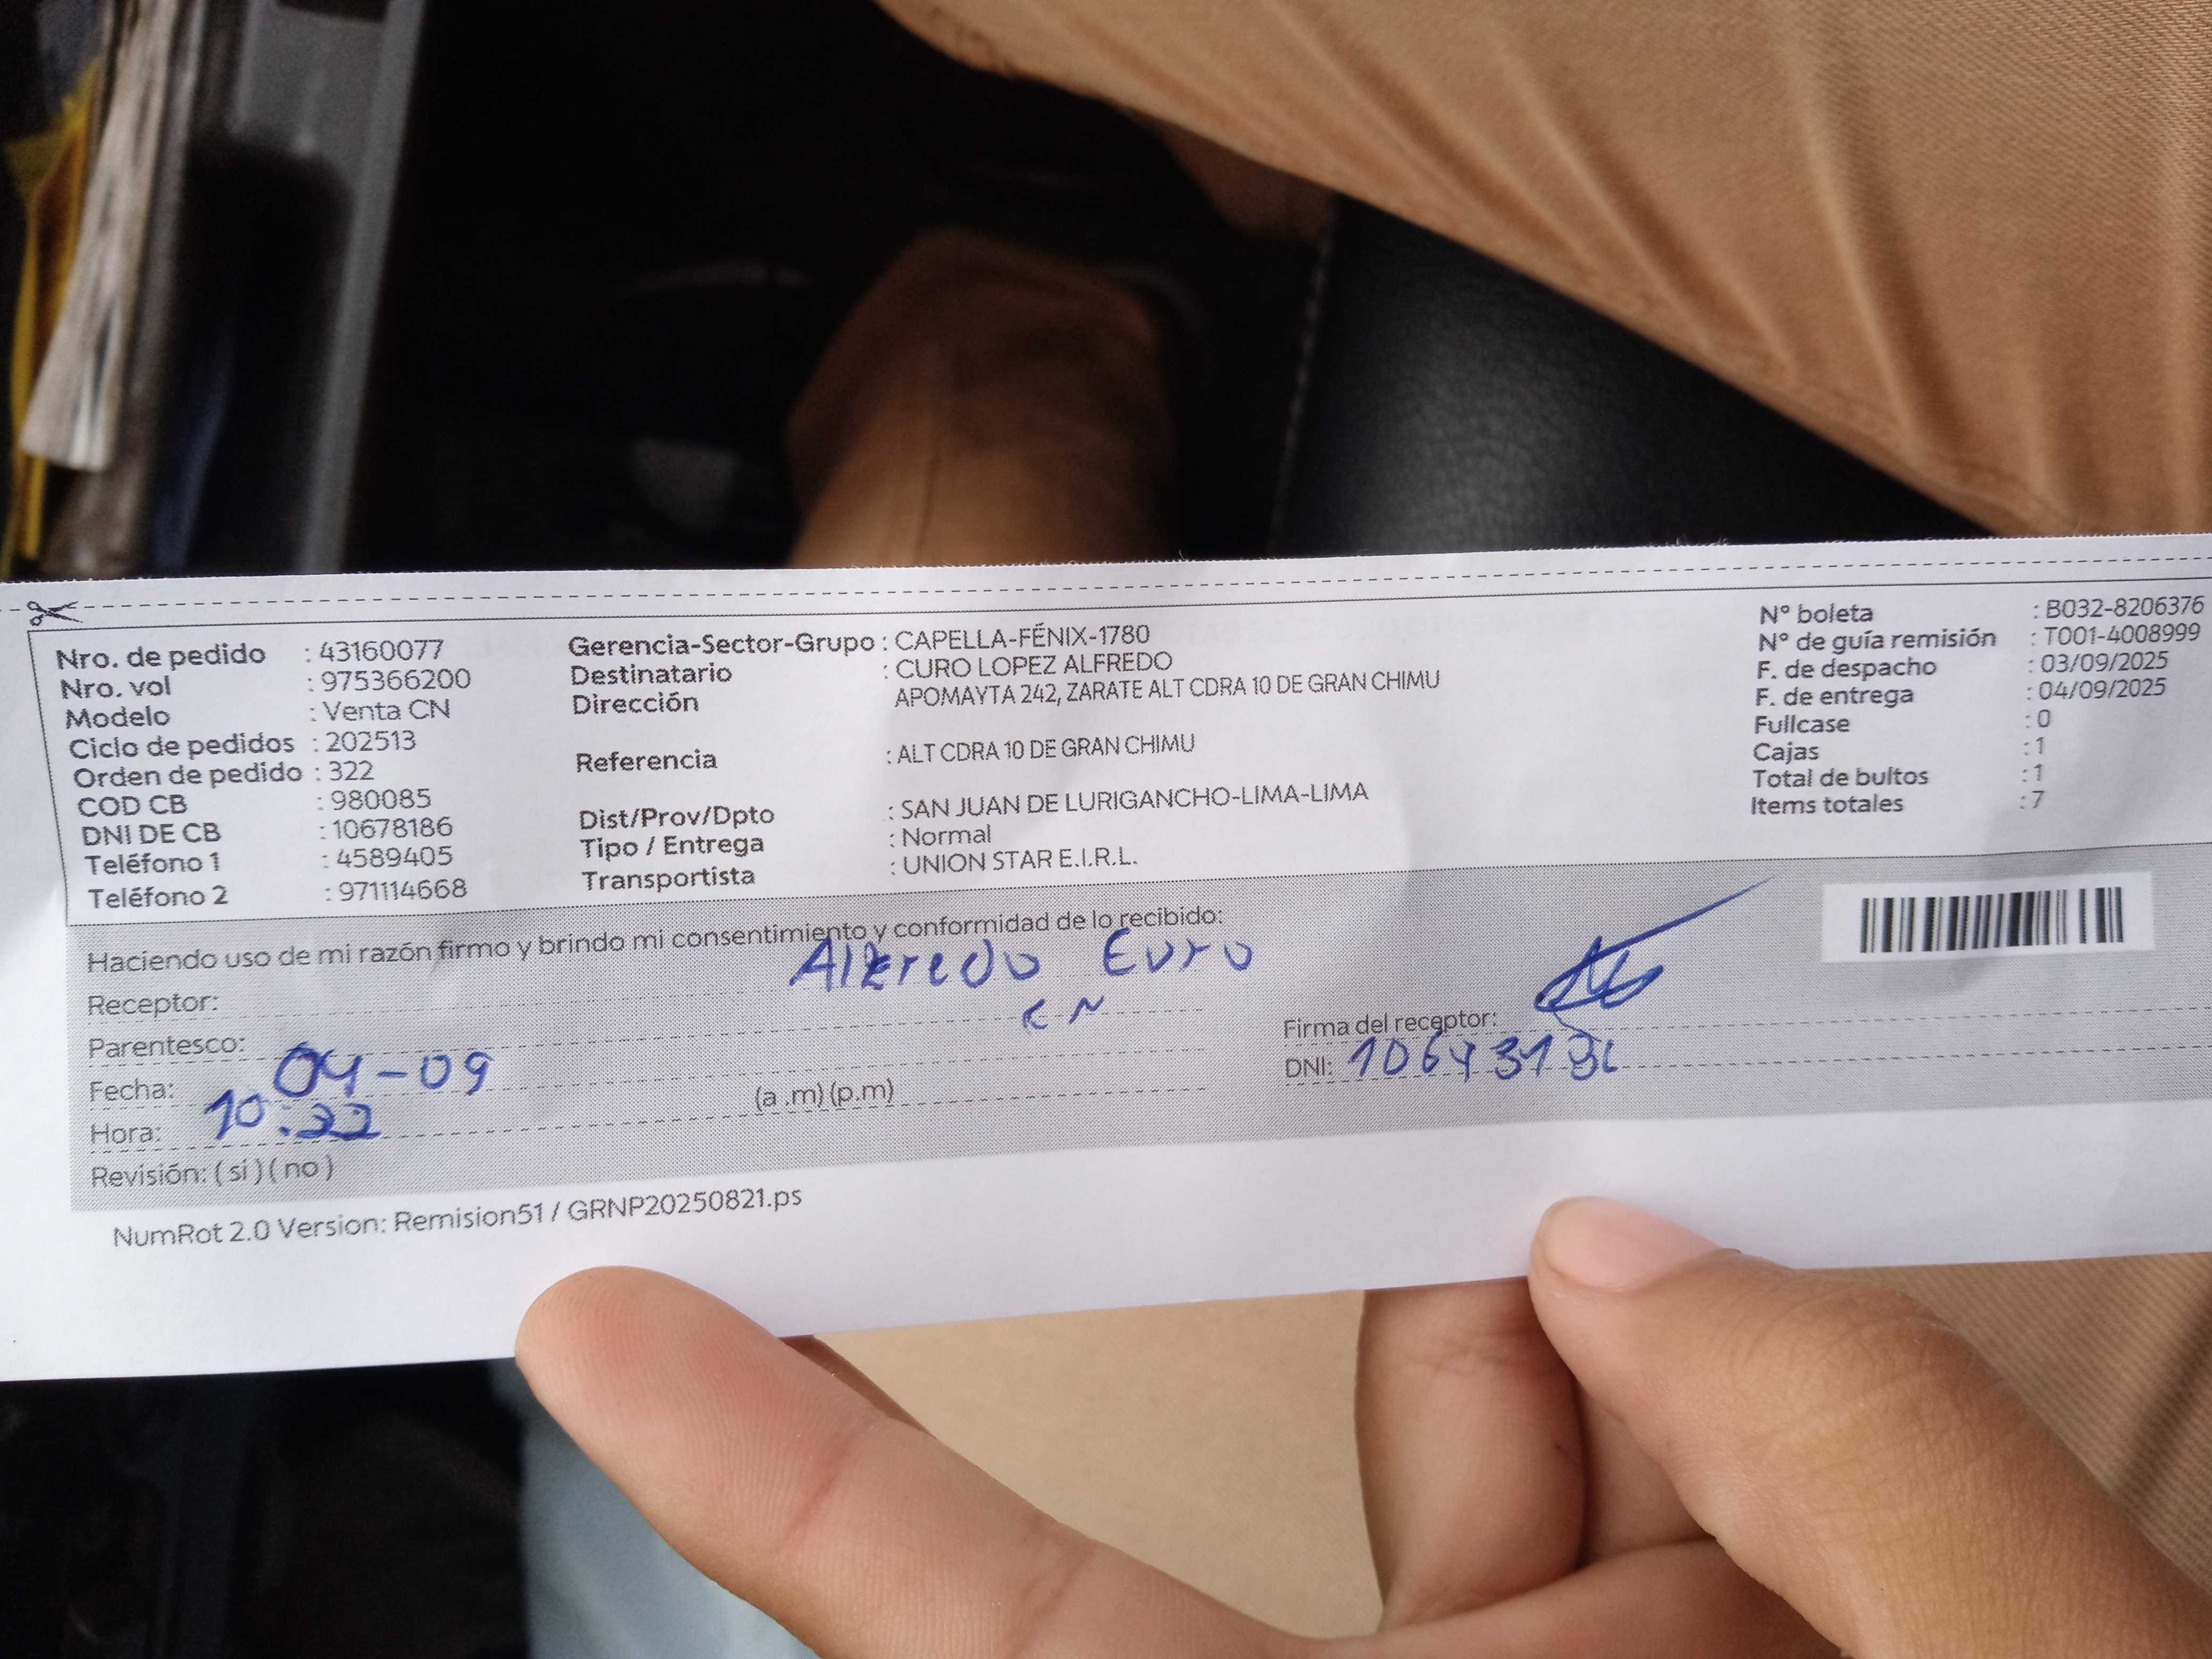 Nro. de pedido : 43160077
Nro. vol : 975366200
Modelo : Venta CN
Ciclo de pedidos : 202513
Orden de pedido : 322
COD CB : 980085
DNI DE CB : 10678186
Teléfono 1 : 4589405
Teléfono 2 : 971114668
Gerencia-Sector-Grupo : CAPELLA-FÉNIX-1780
Destinatario : CURO LOPEZ ALFREDO
Dirección APOMAYTA 242, ZARATE ALT CDRA 10 DE GRAN CHIMU
Referencia : ALT CDRA 10 DE GRAN CHIMU
Dist/Prov/Dpto : SAN JUAN DE LURIGANCHO-LIMA-LIMA
Tipo / Entrega : Normal
Transportista : UNION STAR E.I.R.L.
N° boleta : B032-8206376
N° de guía remisión : T001-4008999
F. de despacho : 03/09/2025
F. de entrega : 04/09/2025
Fullcase : 0
Cajas : 1
Total de bultos : 1
Items totales : 7
Haciendo uso de mi razón firmo y brindo mi consentimiento y conformidad de lo recibido:
Receptor: Alfredo Curo
Parentesco: CN
Fecha: 04-09
Hora: 10:32 (a .m) (p.m)
Revisión: ( si ) ( no )
Firma del receptor:
DNI:
NumRot 2.0 Version: Remision51 / GRNP20250821.ps